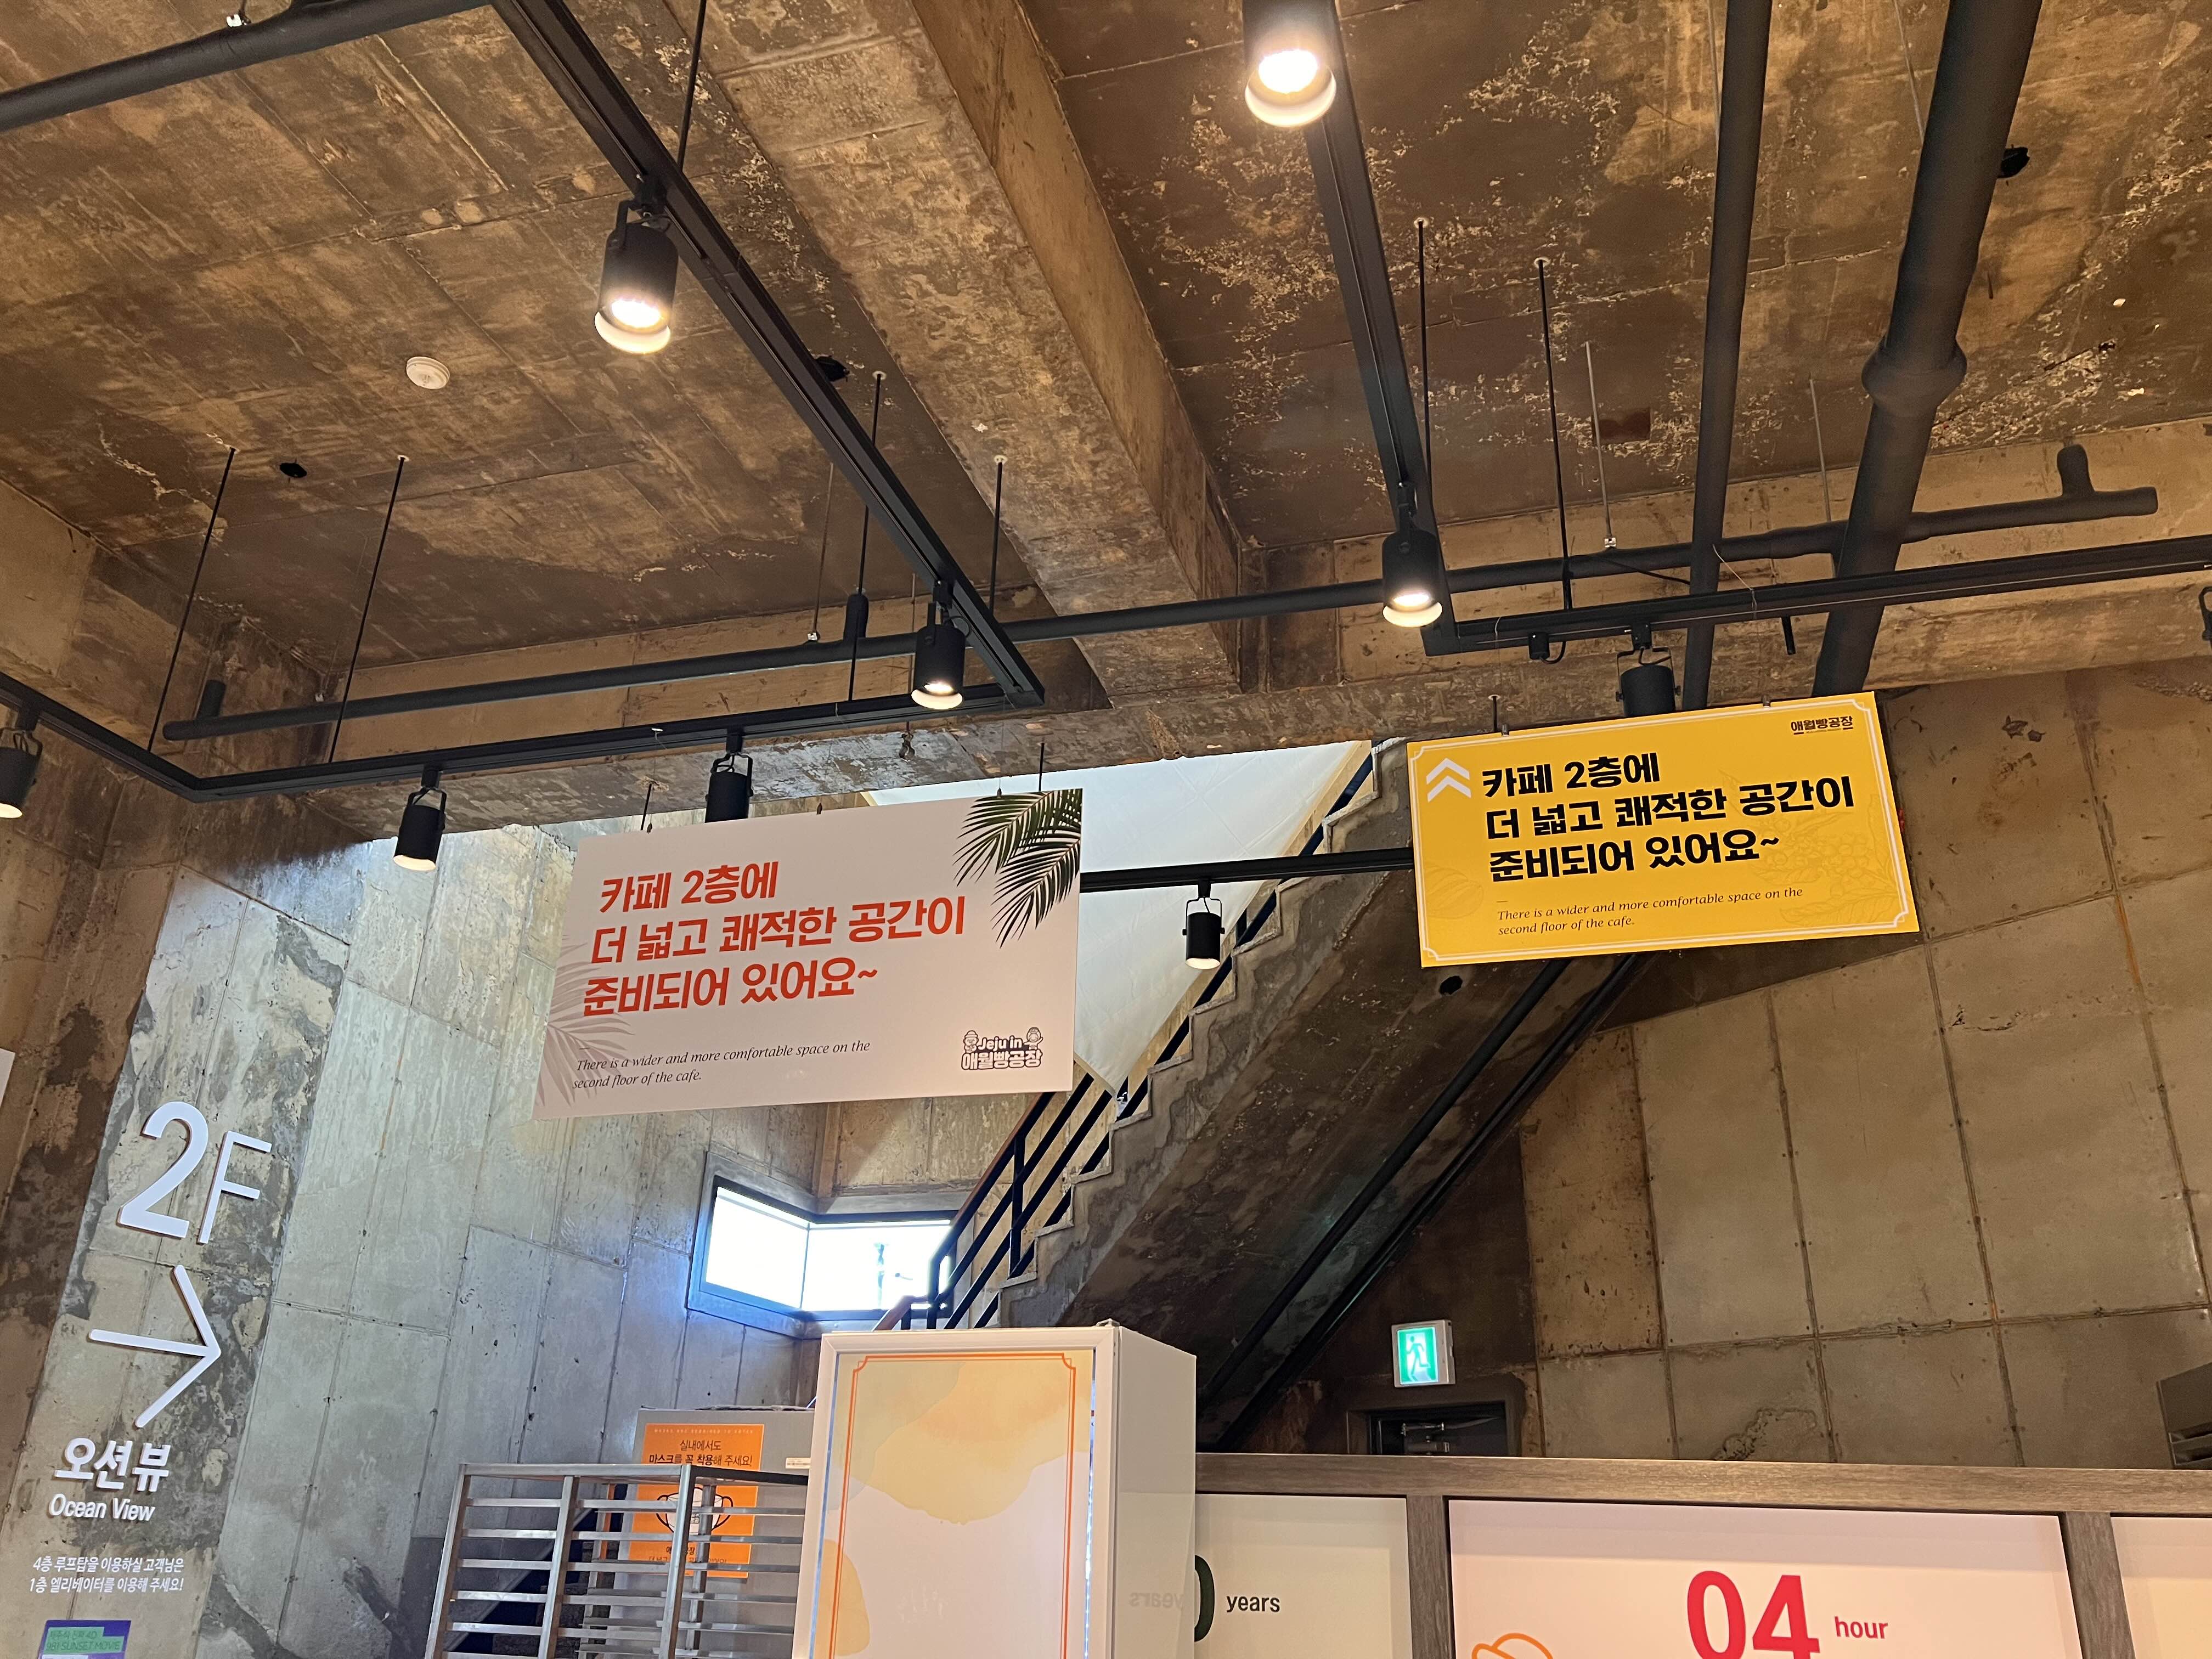 카페 2층에
더 넓고 쾌적한 공간이
준비되어 있어요~
There is a wider and more comfortable space on the
second floor of the cafe.
Jeju in
애월빵공장
애월빵공장
카페 2층에
더 넓고 쾌적한 공간이
준비되어 있어요~
There is a wider and more comfortable space on the
second floor of the cafe.
2F
오션 뷰
Ocean View
4층 루프탑을 이용하실 고객님은
1층 엘리베이터를 이용해 주세요!
981 SUNSET MOVIE
실내에서도
마스크를 꼭 착용해 주세요!
years
04 hour